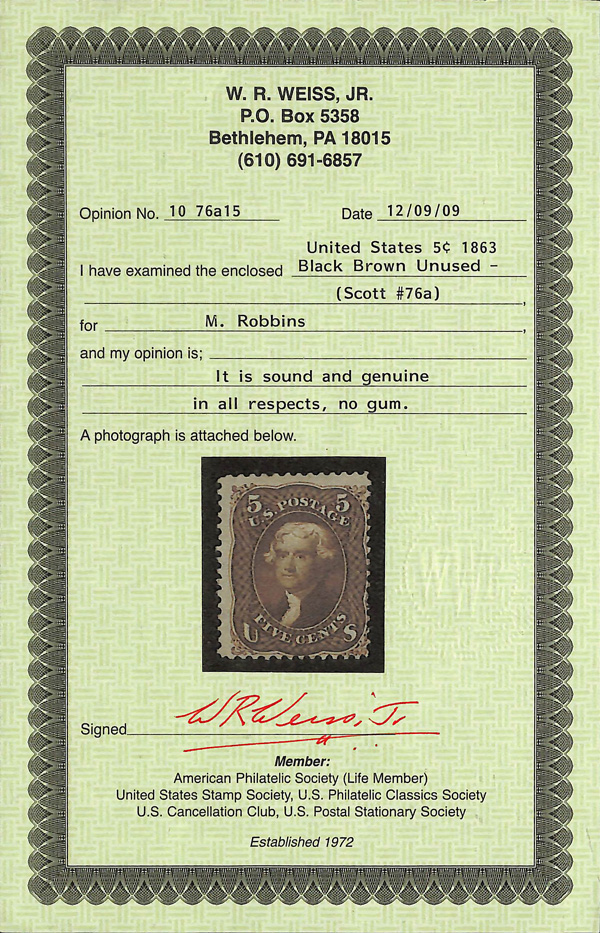 W. R. WEISS, JR.
P.O. Box 5358
Bethlehem, PA 18015
(610) 691-6857
Opinion No. 10 76a15 Date 12/09/09
United States 5¢ 1863
I have examined the enclosed Black Brown Unused -
(Scott #76a),
for M. Robbins,
and my opinion is;
It is sound and genuine
in all respects, no gum.
A photograph is attached below.
5 5
U.S. POSTAGE
FIVE CENTS
U S
Signed W R Weiss, Jr.
Member:
American Philatelic Society (Life Member)
United States Stamp Society, U.S. Philatelic Classics Society
U.S. Cancellation Club, U.S. Postal Stationary Society
Established 1972